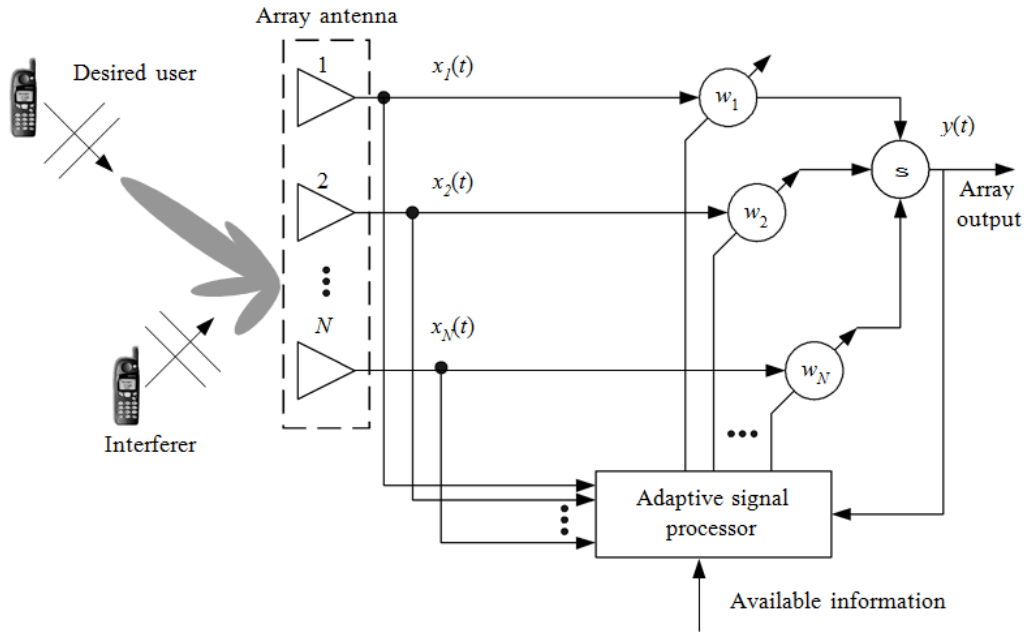 Array antenna
Desired user
1
x1(t)
w1
y(t)
s
Array
output
2
x2(t)
w2
N
xN(t)
wN
Interferer
Adaptive signal
processor
Available information